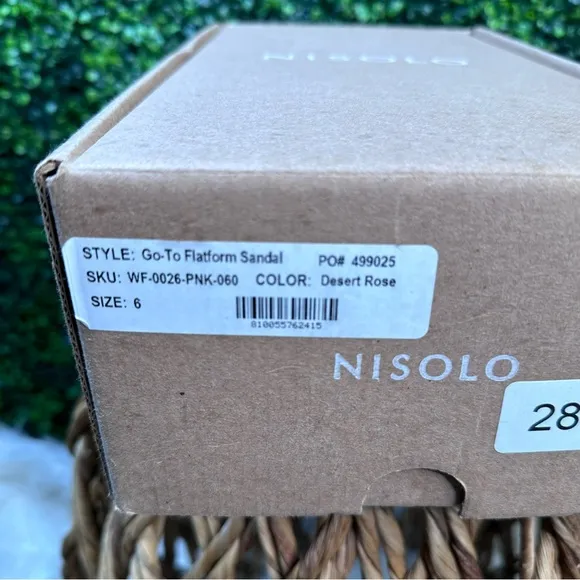 NISOLO
STYLE: Go-To Flatform Sandal PO# 499025
SKU: WF-0026-PNK-060 COLOR: Desert Rose
SIZE: 6
810055762415
NISOLO
28